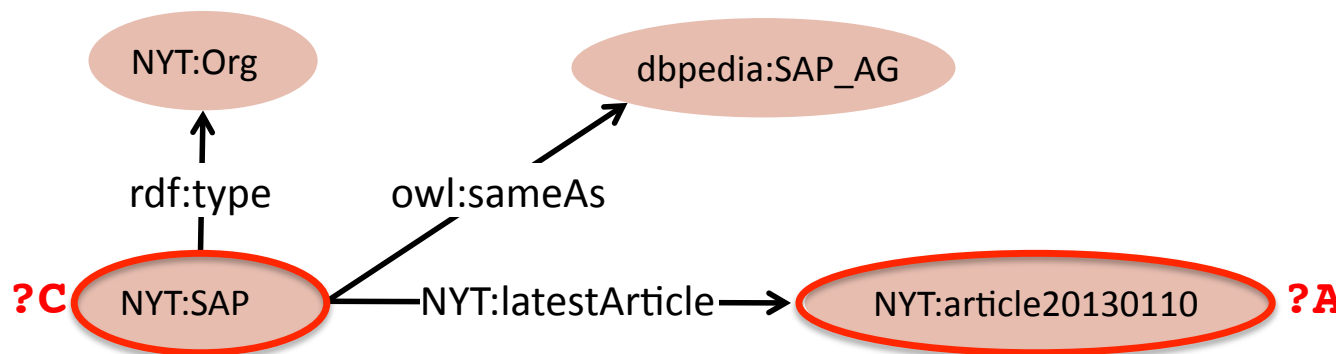 NYT:Org
dbpedia:SAP_AG
rdf:type
owl:sameAs
?C
NYT:SAP
NYT:latestArticle
NYT:article20130110
?A